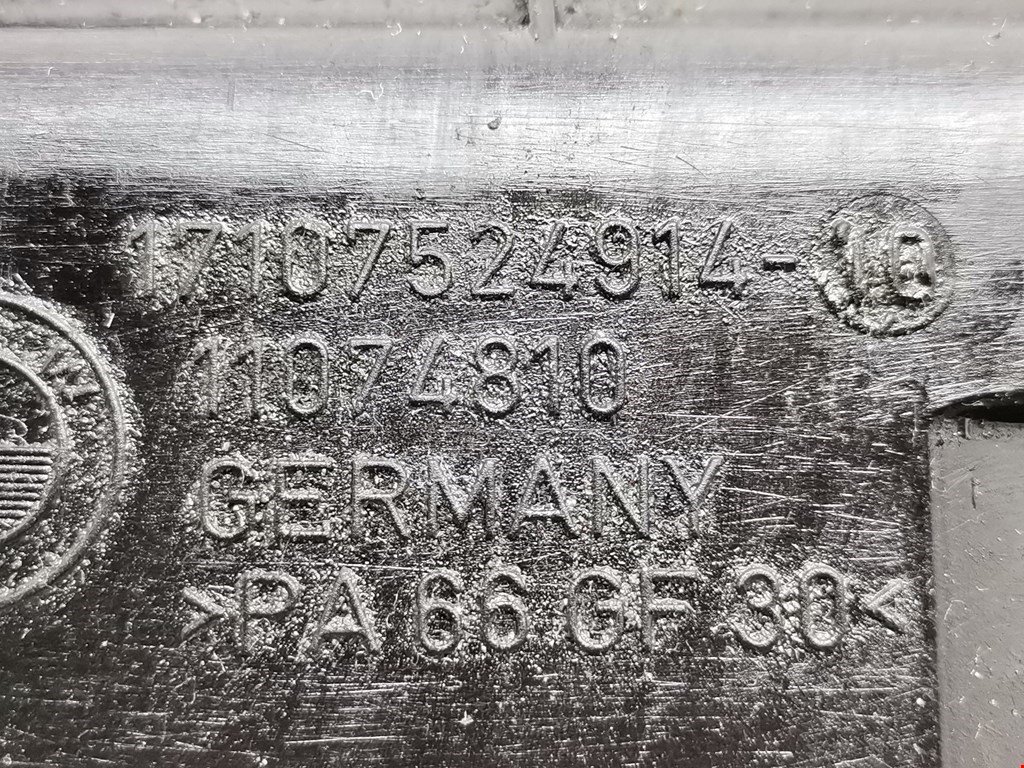 17107524914-10
11074810
GERMANY
>PA 66 GF 30<